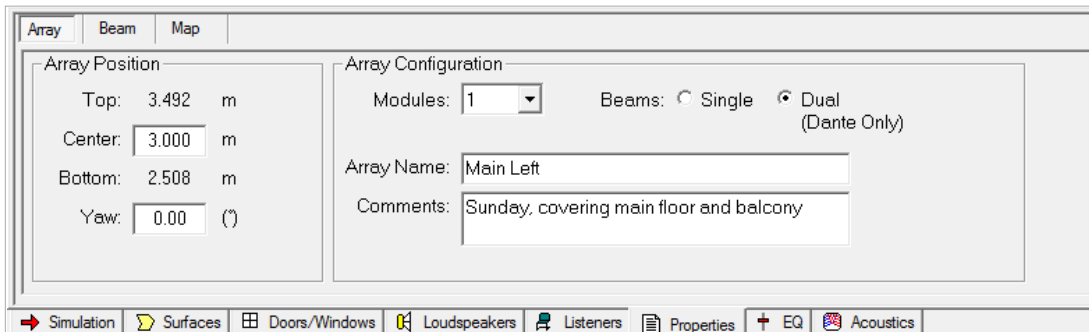 Array Beam Map
Array Position Array Configuration
Top: 3.492 m Modules: 1 Beams: Single Dual
(Dante Only)
Center: 3.000 m
Array Name: Main Left
Bottom: 2.508 m
Comments: Sunday, covering main floor and balcony
Yaw: 0.00 (°)
Simulation Surfaces Doors/Windows Loudspeakers Listeners Properties EQ Acoustics